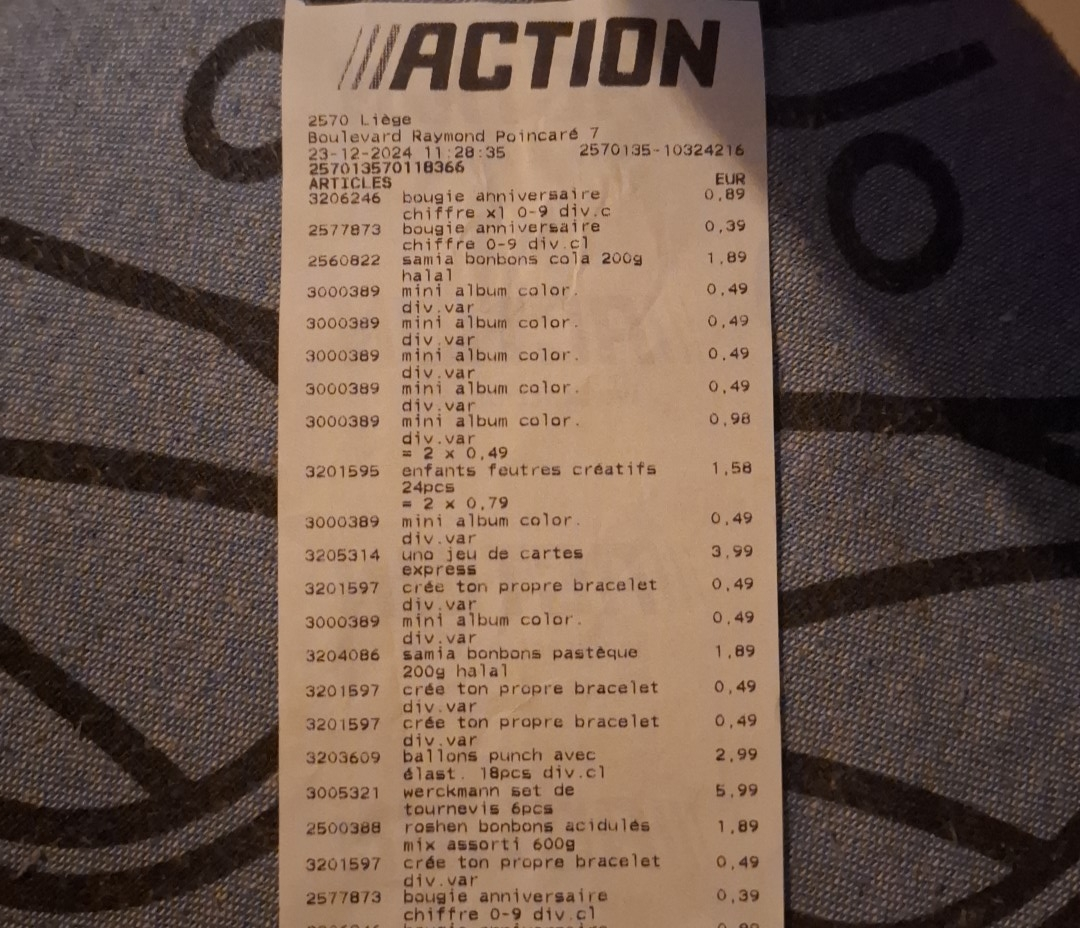 ///ACTION
2570 Liège
Boulevard Raymond Poincaré 7
23-12-2024 11:28:35 2570135-10324216
257013570118366
ARTICLES EUR
3206246 bougie anniversaire 0,89
chiffre x1 0-9 div.c
2577873 bougie anniversaire 0,39
chiffre 0-9 div.cl
2560822 samia bonbons cola 200g 1,89
halal
3000389 mini album color. 0,49
div.var
3000389 mini album color. 0,49
div.var
3000389 mini album color. 0,49
div.var
3000389 mini album color. 0,49
div.var
3000389 mini album color. 0,98
div.var
= 2 x 0,49
3201595 enfants feutres créatifs 1,58
24pcs
= 2 x 0,79
3000389 mini album color. 0,49
div.var
3205314 uno jeu de cartes 3,99
express
3201597 crée ton propre bracelet 0,49
div.var
3000389 mini album color. 0,49
div.var
3204086 samia bonbons pastèque 1,89
200g halal
3201597 crée ton propre bracelet 0,49
div.var
3201597 crée ton propre bracelet 0,49
div.var
3203609 ballons punch avec 2,99
élast. 18pcs div.cl
3005321 werckmann set de 5,99
tournevis 6pcs
2500388 roshen bonbons acidulés 1,89
mix assorti 600g
3201597 crée ton propre bracelet 0,49
div.var
2577873 bougie anniversaire 0,39
chiffre 0-9 div.cl